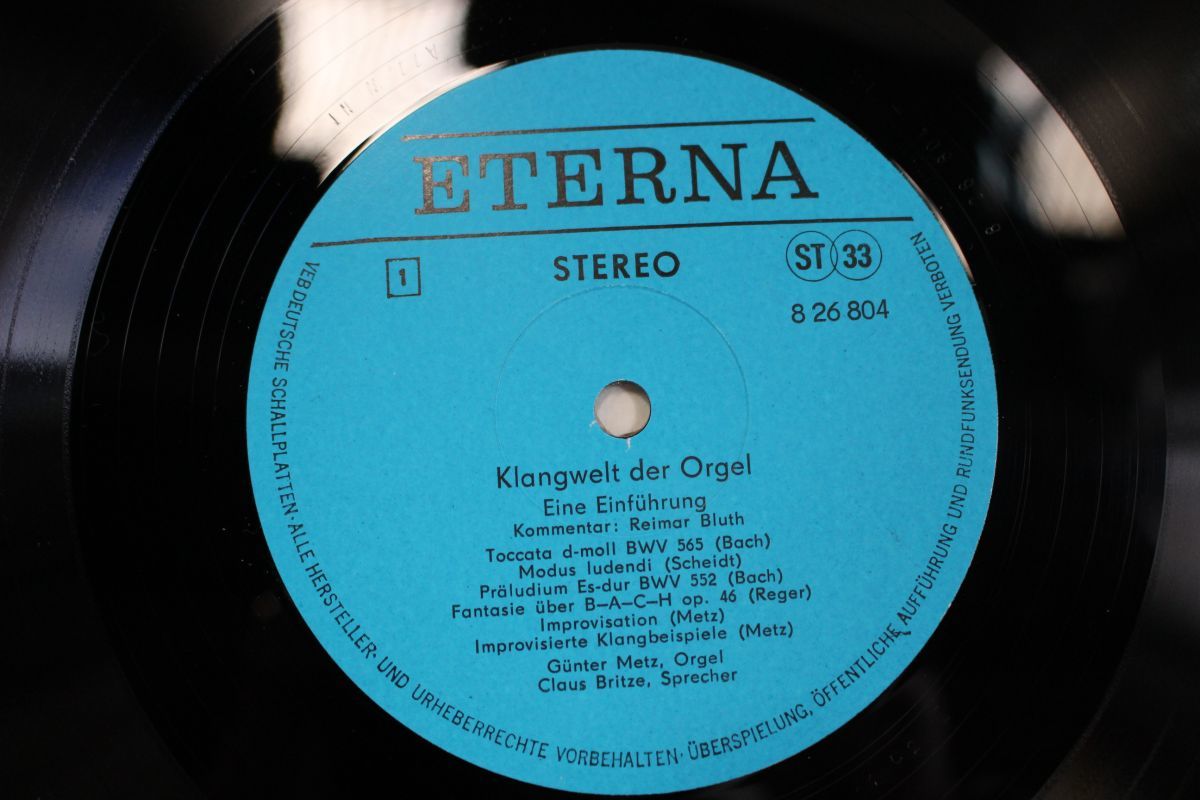 ETERNA
1
STEREO
ST 33
8 26 804
Klangwelt der Orgel
Eine Einführung
Kommentar: Reimar Bluth
Toccata d-moll BWV 565 (Bach)
Modus ludendi (Scheidt)
Präludium Es-dur BWV 552 (Bach)
Fantasie über B–A–C–H op. 46 (Reger)
Improvisation (Metz)
Improvisierte Klangbeispiele (Metz)
Günter Metz, Orgel
Claus Britze, Sprecher
VEB DEUTSCHE SCHALLPLATTEN · ALLE HERSTELLER- UND URHEBERRECHTE VORBEHALTEN · ÜBERSPIELUNG, ÖFFENTLICHE AUFFÜHRUNG UND RUNDFUNKSENDUNG VERBOTEN